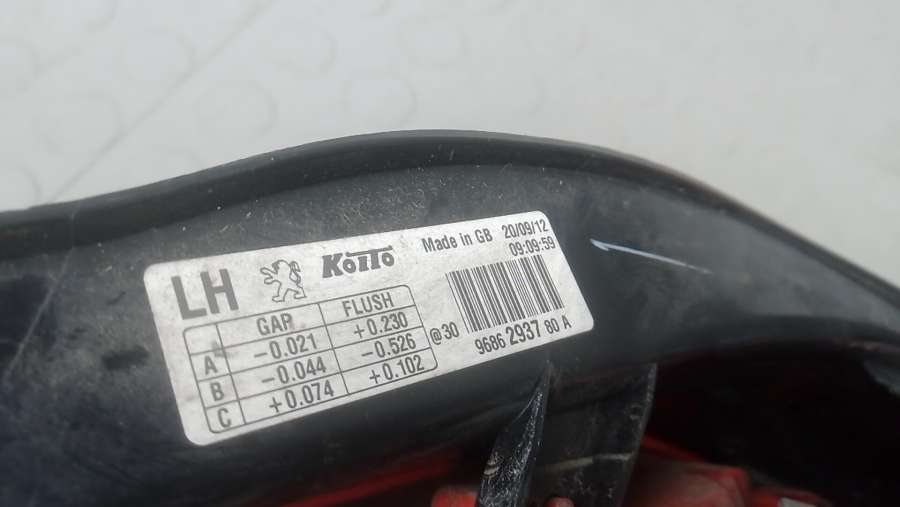 LH KOITO Made in GB 20/09/12
09:09:59
GAP FLUSH
A -0.021 +0.230
B -0.044 -0.526
C +0.074 +0.102
@30
9686 2937 80 A